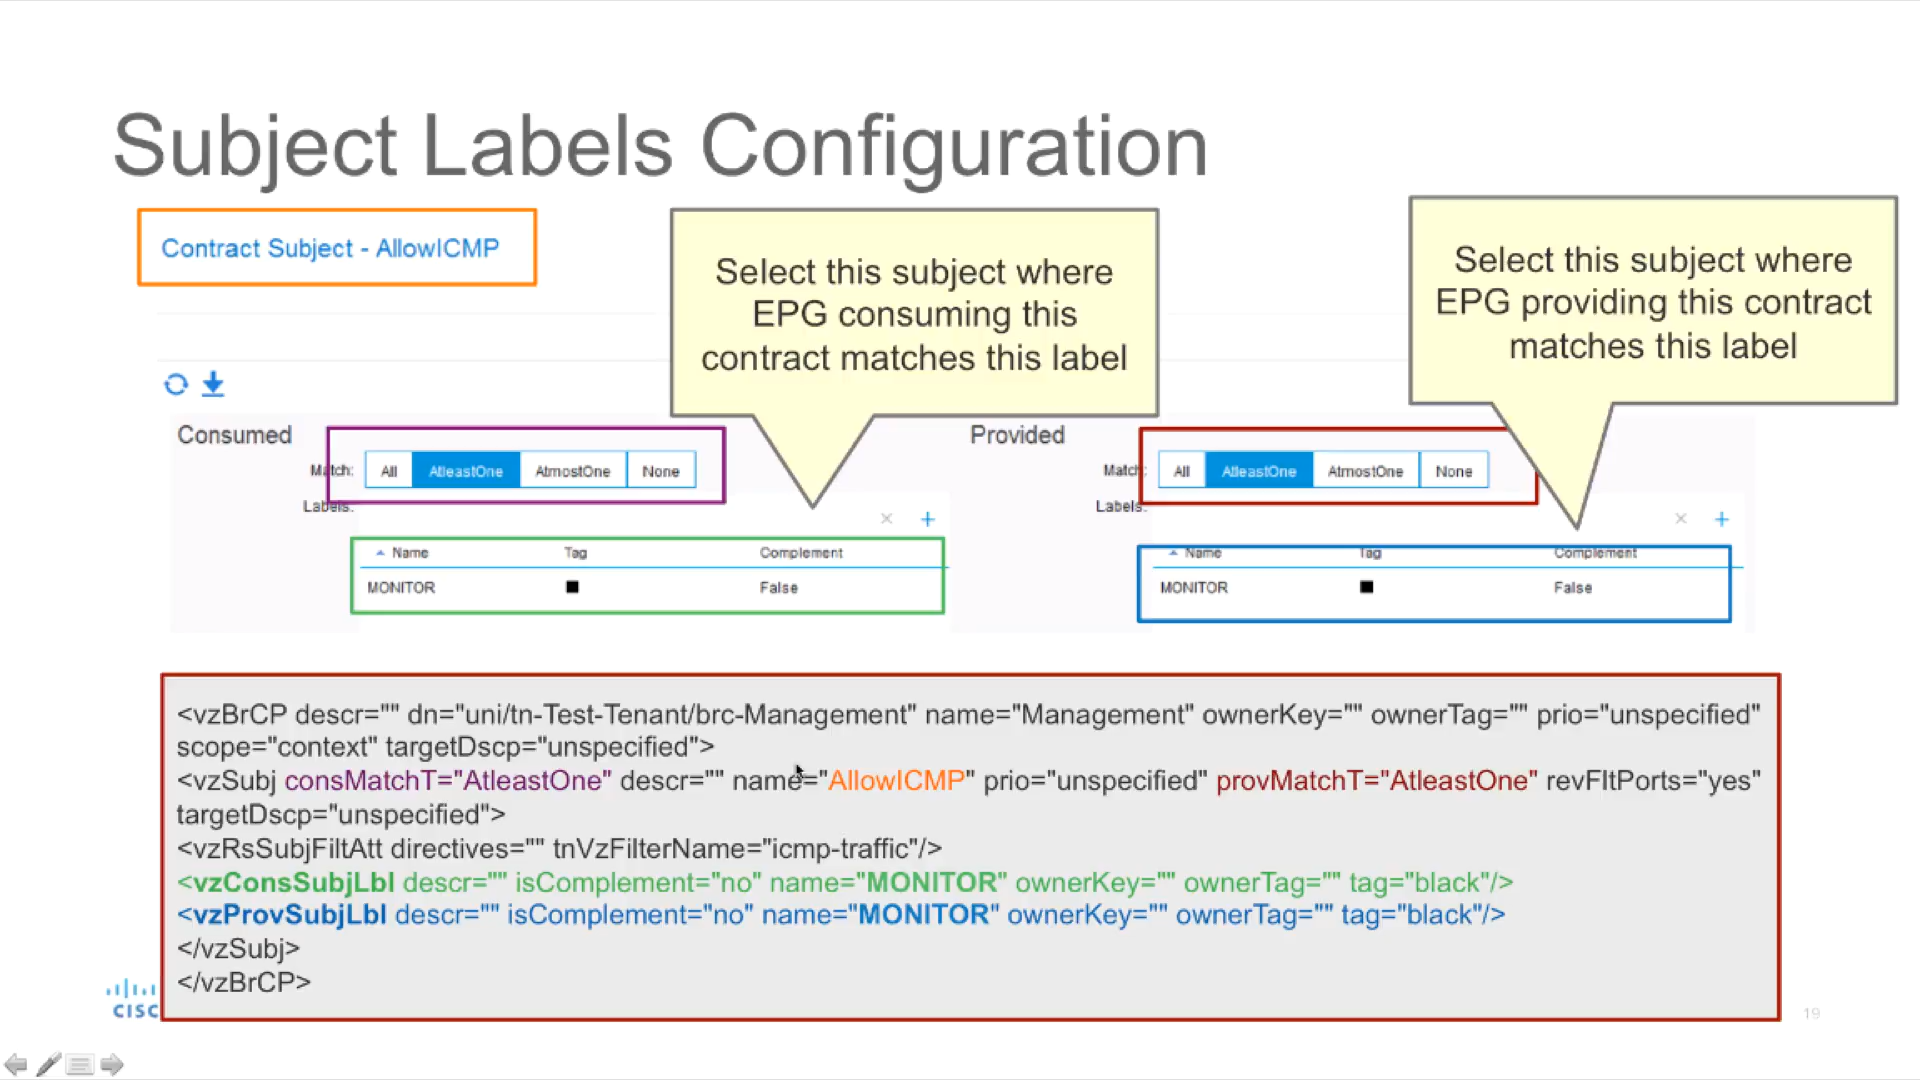 Subject Labels Configuration
Contract Subject - AllowICMP
Select this subject where
EPG consuming this
contract matches this label
Select this subject where
EPG providing this contract
matches this label
Consumed
Match: All AtleastOne AtmostOne None
Labels:
Name Tag Complement
MONITOR False
Provided
Match: All AtleastOne AtmostOne None
Labels:
Name Tag Complement
MONITOR False
<vzBrCP descr="" dn="uni/tn-Test-Tenant/brc-Management" name="Management" ownerKey="" ownerTag="" prio="unspecified"
scope="context" targetDscp="unspecified">
<vzSubj consMatchT="AtleastOne" descr="" name="AllowICMP" prio="unspecified" provMatchT="AtleastOne" revFltPorts="yes"
targetDscp="unspecified">
<vzRsSubjFiltAtt directives="" tnVzFilterName="icmp-traffic"/>
<vzConsSubjLbl descr="" isComplement="no" name="MONITOR" ownerKey="" ownerTag="" tag="black"/>
<vzProvSubjLbl descr="" isComplement="no" name="MONITOR" ownerKey="" ownerTag="" tag="black"/>
</vzSubj>
</vzBrCP>
CISC
19